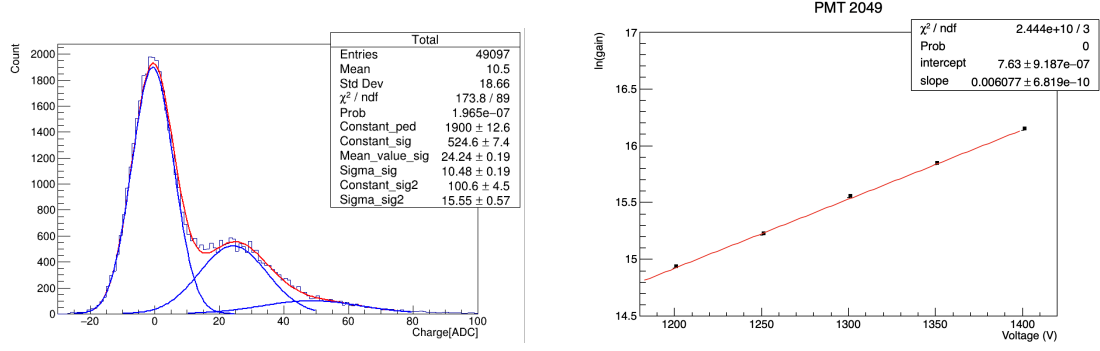 Total
Entries 49097
Mean 10.5
Std Dev 18.66
χ² / ndf 173.8 / 89
Prob 1.965e−07
Constant_ped 1900 ± 12.6
Constant_sig 524.6 ± 7.4
Mean_value_sig 24.24 ± 0.19
Sigma_sig 10.48 ± 0.19
Constant_sig2 100.6 ± 4.5
Sigma_sig2 15.55 ± 0.57
Count
2000
1800
1600
1400
1200
1000
800
600
400
200
0
−20 0 20 40 60 80 100
Charge[ADC]
PMT 2049
χ² / ndf 2.444e+10 / 3
Prob 0
intercept 7.63 ± 9.187e−07
slope 0.006077 ± 6.819e−10
ln(gain)
17
16.5
16
15.5
15
14.5
1200 1250 1300 1350 1400
Voltage (V)